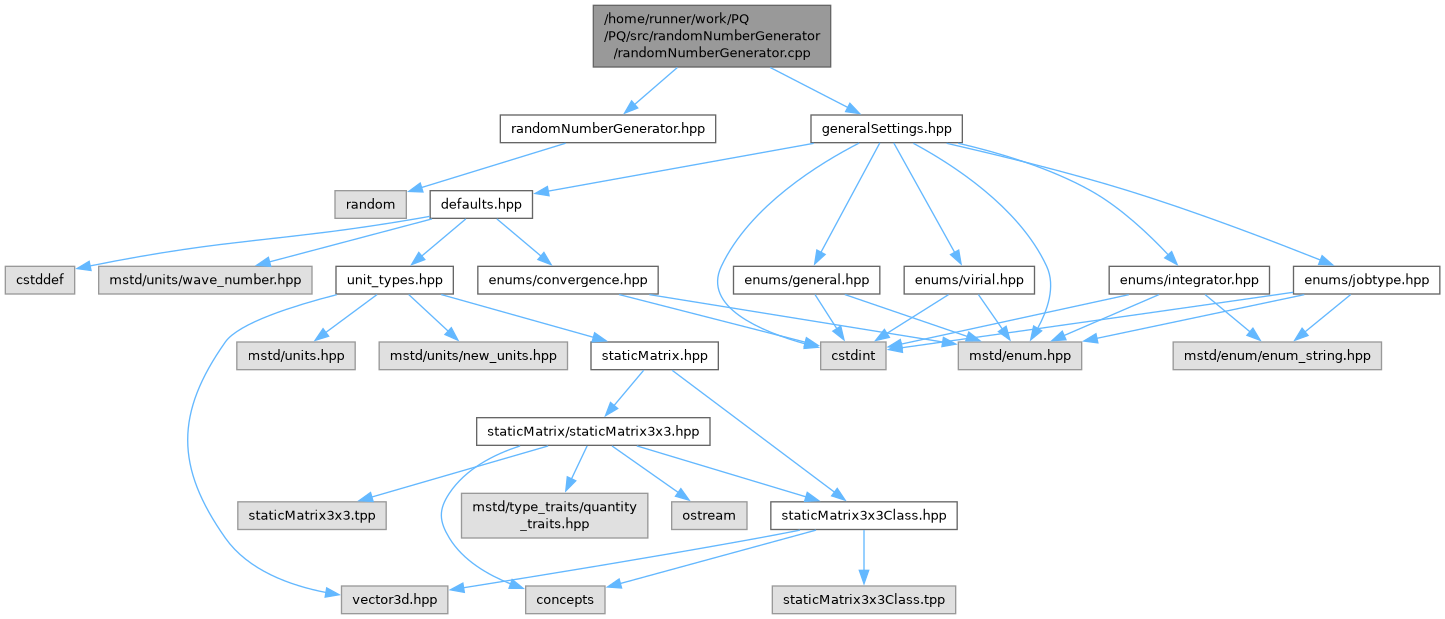 /home/runner/work/PQ
/PQ/src/randomNumberGenerator
/randomNumberGenerator.cpp
randomNumberGenerator.hpp
generalSettings.hpp
random
defaults.hpp
cstddef
mstd/units/wave_number.hpp
unit_types.hpp
enums/convergence.hpp
enums/general.hpp
enums/virial.hpp
enums/integrator.hpp
enums/jobtype.hpp
mstd/units.hpp
mstd/units/new_units.hpp
staticMatrix.hpp
cstdint
mstd/enum.hpp
mstd/enum/enum_string.hpp
staticMatrix/staticMatrix3x3.hpp
staticMatrix3x3.tpp
mstd/type_traits/quantity
_traits.hpp
ostream
staticMatrix3x3Class.hpp
vector3d.hpp
concepts
staticMatrix3x3Class.tpp